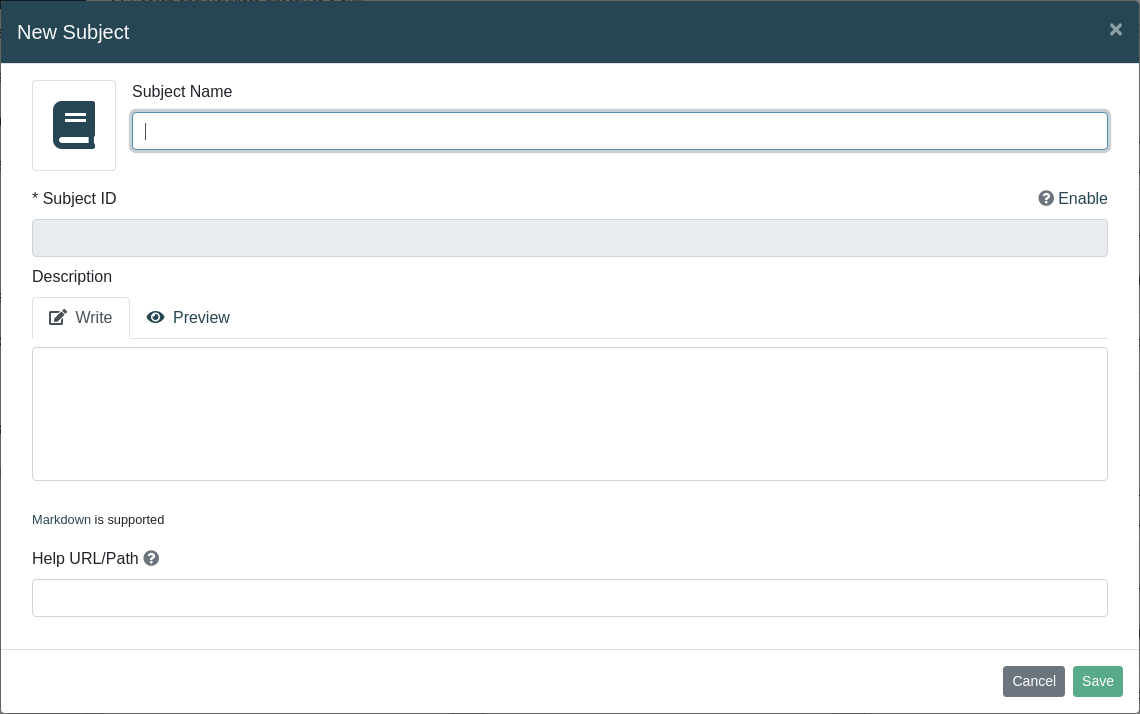 New Subject
×
Subject Name
* Subject ID
Enable
Description
Write
Preview
Markdown is supported
Help URL/Path
Cancel
Save